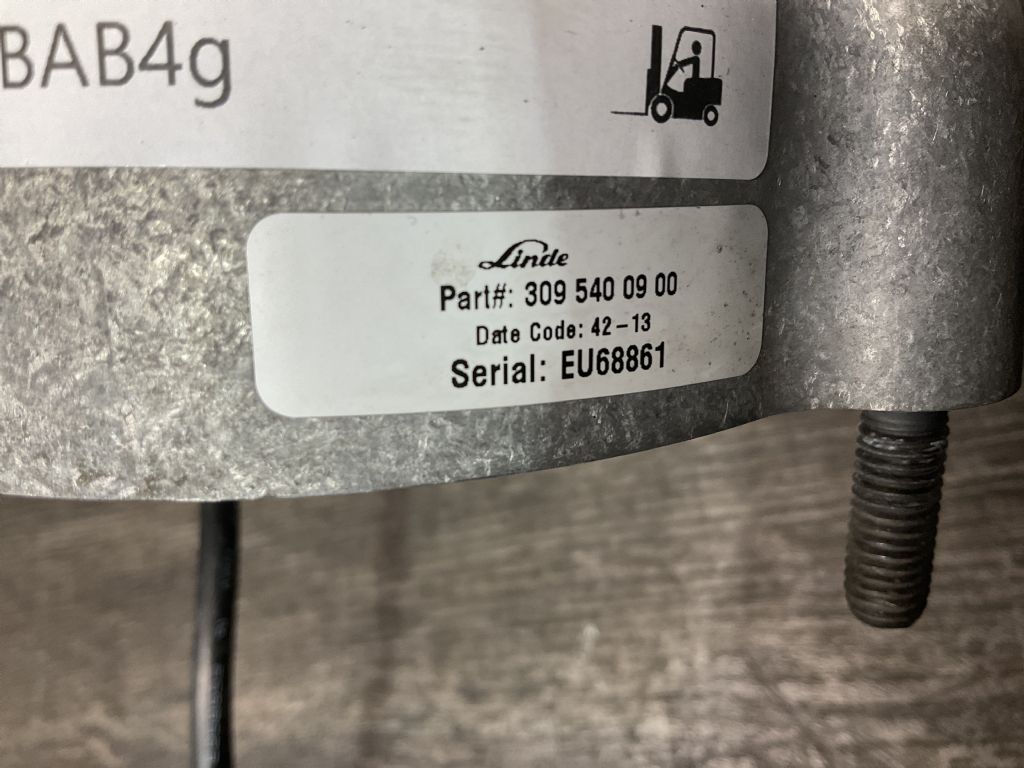 BAB4g
Linde
Part#: 309 540 09 00
Date Code: 42-13
Serial: EU68861